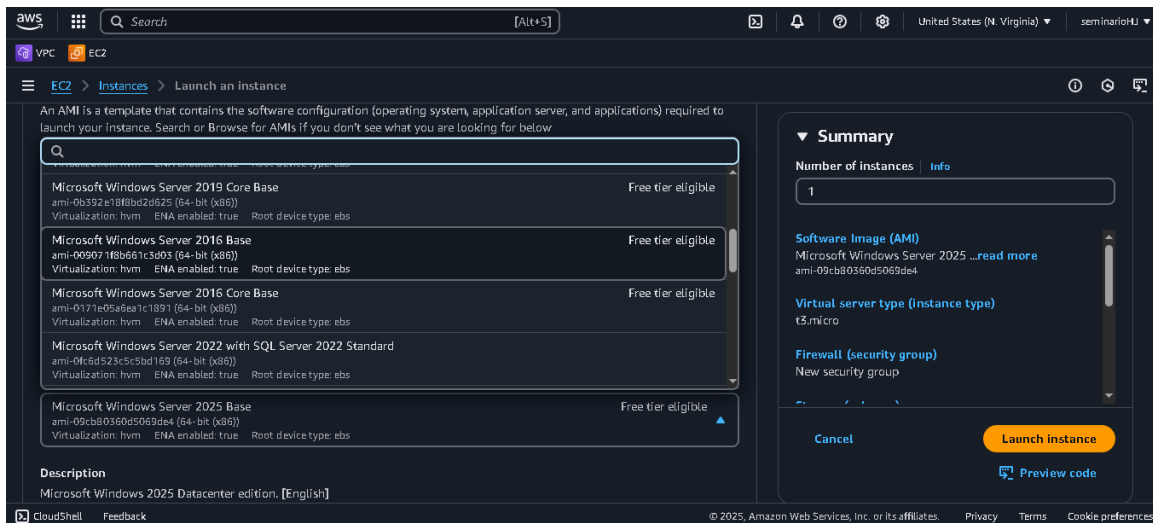 aws
Search [Alt+S]
United States (N. Virginia) ▼ seminarioHJ ▼
VPC EC2
EC2 > Instances > Launch an instance
An AMI is a template that contains the software configuration (operating system, application server, and applications) required to
launch your instance. Search or Browse for AMIs if you don't see what you are looking for below
Virtualization: hvm ENA enabled: true Root device type: ebs
Microsoft Windows Server 2019 Core Base Free tier eligible
ami-0b392e18f8bd2d625 (64-bit (x86))
Virtualization: hvm ENA enabled: true Root device type: ebs
Microsoft Windows Server 2016 Base Free tier eligible
ami-009071f8b661c3d03 (64-bit (x86))
Virtualization: hvm ENA enabled: true Root device type: ebs
Microsoft Windows Server 2016 Core Base Free tier eligible
ami-0171e05a6ea1c1891 (64-bit (x86))
Virtualization: hvm ENA enabled: true Root device type: ebs
Microsoft Windows Server 2022 with SQL Server 2022 Standard
ami-0fc6d523c5c5bd169 (64-bit (x86))
Virtualization: hvm ENA enabled: true Root device type: ebs
Microsoft Windows Server 2025 Base Free tier eligible
ami-09cb80360d5069de4 (64-bit (x86))
Virtualization: hvm ENA enabled: true Root device type: ebs
Description
Microsoft Windows 2025 Datacenter edition. [English]
▼ Summary
Number of instances Info
1
Software Image (AMI)
Microsoft Windows Server 2025 ...read more
ami-09cb80360d5069de4
Virtual server type (instance type)
t3.micro
Firewall (security group)
New security group
Cancel Launch instance
Preview code
CloudShell Feedback © 2025, Amazon Web Services, Inc. or its affiliates. Privacy Terms Cookie preferences